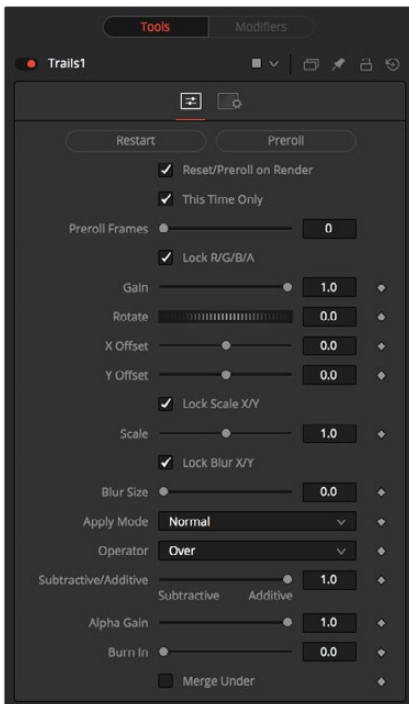 Tools Modifiers
Trails1
Restart Preroll
Reset/Preroll on Render
This Time Only
Preroll Frames 0
Lock R/G/B/A
Gain 1.0
Rotate 0.0
X Offset 0.0
Y Offset 0.0
Lock Scale X/Y
Scale 1.0
Lock Blur X/Y
Blur Size 0.0
Apply Mode Normal
Operator Over
Subtractive/Additive 1.0
Subtractive Additive
Alpha Gain 1.0
Burn In 0.0
Merge Under